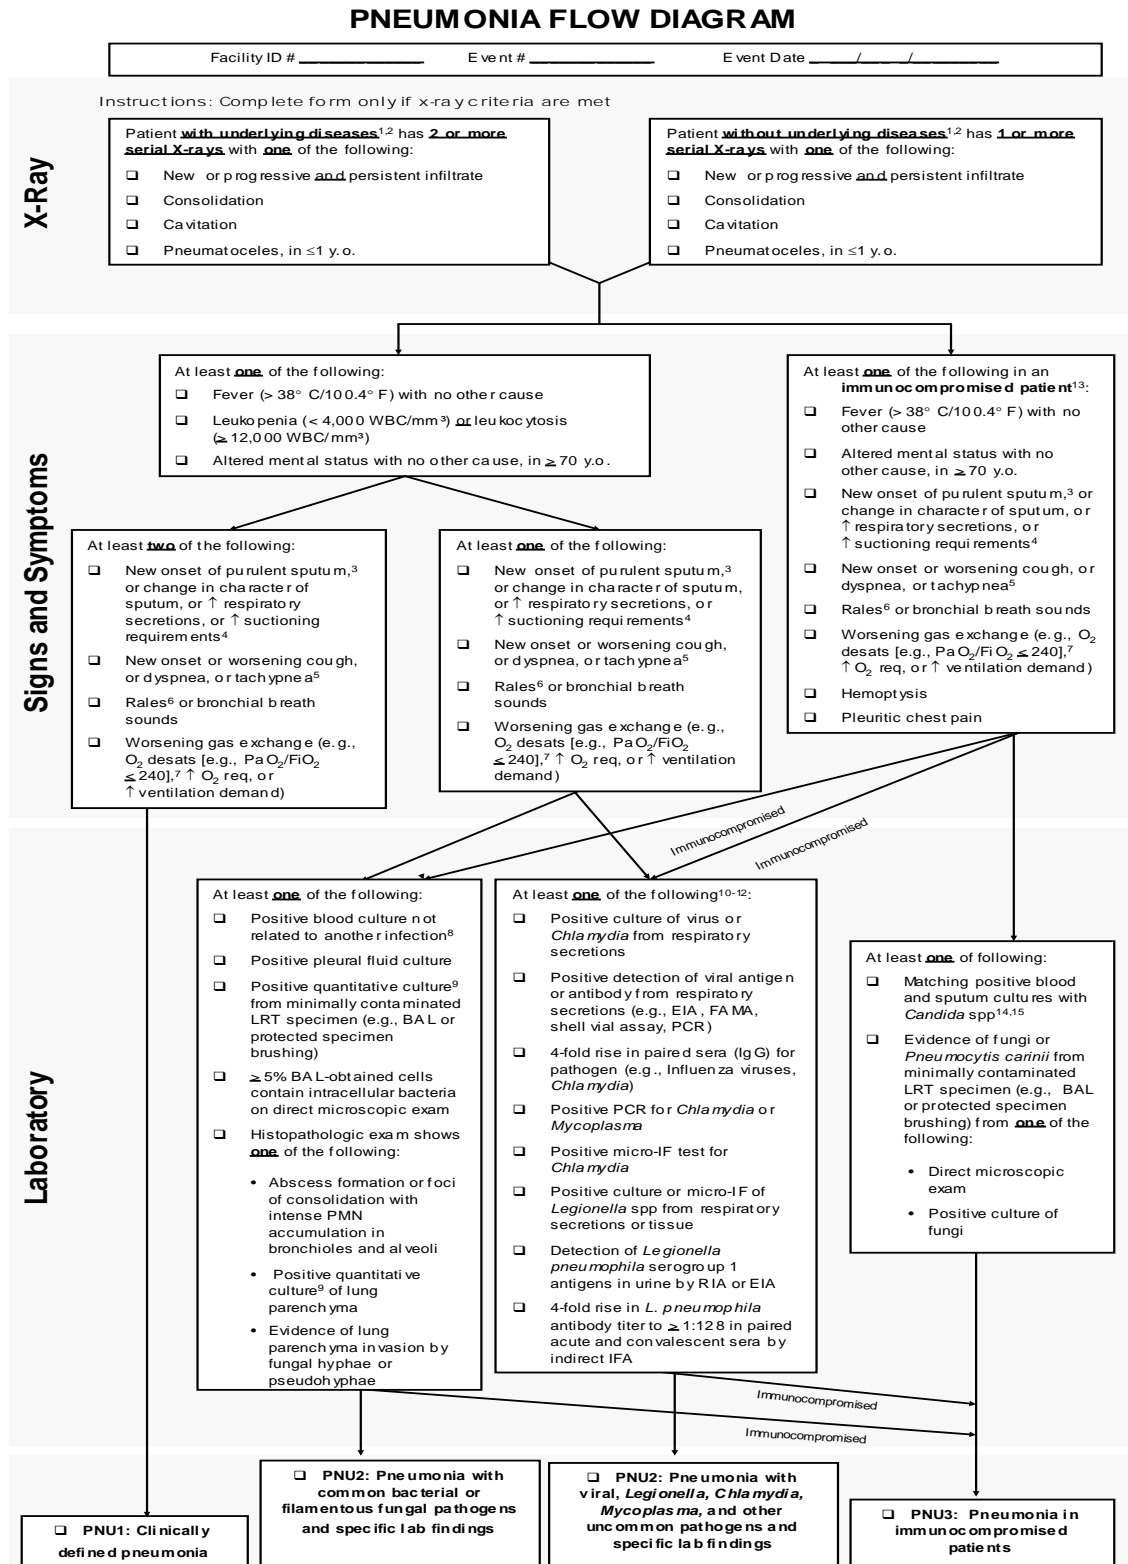 PNEUMONIA FLOW DIAGRAM
Facility ID # ____________ Event # ____________ Event Date _ ___/___ _/________
Instructions: Complete form only if x-ray criteria are met
X-Ray
Patient with underlying diseases1,2 has 2 or more
serial X-rays with one of the following:
❑ New or progressive and persistent infiltrate
❑ Consolidation
❑ Cavitation
❑ Pneumatoceles, in ≤1 y.o.
Patient without underlying diseases1,2 has 1 or more
serial X-rays with one of the following:
❑ New or progressive and persistent infiltrate
❑ Consolidation
❑ Cavitation
❑ Pneumatoceles, in ≤1 y.o.
Signs and Symptoms
At least one of the following:
❑ Fever (> 38° C/100.4° F) with no other cause
❑ Leukopenia (< 4,000 WBC/mm³) or leukocytosis
(≥ 12,000 WBC/mm³)
❑ Altered mental status with no other cause, in ≥ 70 y.o.
At least one of the following in an
immunocompromised patient13:
❑ Fever (> 38° C/100.4° F) with no
other cause
❑ Altered mental status with no
other cause, in ≥ 70 y.o.
❑ New onset of purulent sputum,3 or
change in character of sputum, or
↑ respiratory secretions, or
↑ suctioning requirements4
❑ New onset or worsening cough, or
dyspnea, or tachypnea5
❑ Rales6 or bronchial breath sounds
❑ Worsening gas exchange (e.g., O2
desats [e.g., PaO2/FiO2 ≤ 240],7
↑ O2 req, or ↑ ventilation demand)
❑ Hemoptysis
❑ Pleuritic chest pain
At least two of the following:
❑ New onset of purulent sputum,3
or change in character of
sputum, or ↑ respiratory
secretions, or ↑ suctioning
requirements4
❑ New onset or worsening cough,
or dyspnea, or tachypnea5
❑ Rales6 or bronchial breath
sounds
❑ Worsening gas exchange (e.g.,
O2 desats [e.g., PaO2/FiO2
≤ 240],7 ↑ O2 req, or
↑ ventilation demand)
At least one of the following:
❑ New onset of purulent sputum,3
or change in character of sputum,
or ↑ respiratory secretions, or
↑ suctioning requirements4
❑ New onset or worsening cough,
or dyspnea, or tachypnea5
❑ Rales6 or bronchial breath
sounds
❑ Worsening gas exchange (e.g.,
O2 desats [e.g., PaO2/FiO2
≤ 240],7 ↑ O2 req, or ↑ ventilation
demand)
Immunocompromised
Immunocompromised
Laboratory
At least one of the following:
❑ Positive blood culture not
related to another infection8
❑ Positive pleural fluid culture
❑ Positive quantitative culture9
from minimally contaminated
LRT specimen (e.g., BAL or
protected specimen
brushing)
❑ ≥ 5% BAL-obtained cells
contain intracellular bacteria
on direct microscopic exam
❑ Histopathologic exam shows
one of the following:
• Abscess formation or foci
of consolidation with
intense PMN
accumulation in
bronchioles and alveoli
• Positive quantitative
culture9 of lung
parenchyma
• Evidence of lung
parenchyma invasion by
fungal hyphae or
pseudohyphae
At least one of the following10-12:
❑ Positive culture of virus or
Chlamydia from respiratory
secretions
❑ Positive detection of viral antigen
or antibody from respiratory
secretions (e.g., EIA, FAMA,
shell vial assay, PCR)
❑ 4-fold rise in paired sera (IgG) for
pathogen (e.g., Influenza viruses,
Chlamydia)
❑ Positive PCR for Chlamydia or
Mycoplasma
❑ Positive micro-IF test for
Chlamydia
❑ Positive culture or micro-IF of
Legionella spp from respiratory
secretions or tissue
❑ Detection of Legionella
pneumophila serogroup 1
antigens in urine by RIA or EIA
❑ 4-fold rise in L. pneumophila
antibody titer to ≥ 1:128 in paired
acute and convalescent sera by
indirect IFA
At least one of following:
❑ Matching positive blood
and sputum cultures with
Candida spp14,15
❑ Evidence of fungi or
Pneumocytis carinii from
minimally contaminated
LRT specimen (e.g., BAL
or protected specimen
brushing) from one of the
following:
• Direct microscopic
exam
• Positive culture of
fungi
Immunocompromised
Immunocompromised
❑ PNU1: Clinically
defined pneumonia
❑ PNU2: Pneumonia with
common bacterial or
filamentous fungal pathogens
and specific lab findings
❑ PNU2: Pneumonia with
viral, Legionella, Chlamydia,
Mycoplasma, and other
uncommon pathogens and
specific lab findings
❑ PNU3: Pneumonia in
immunocompromised
patients